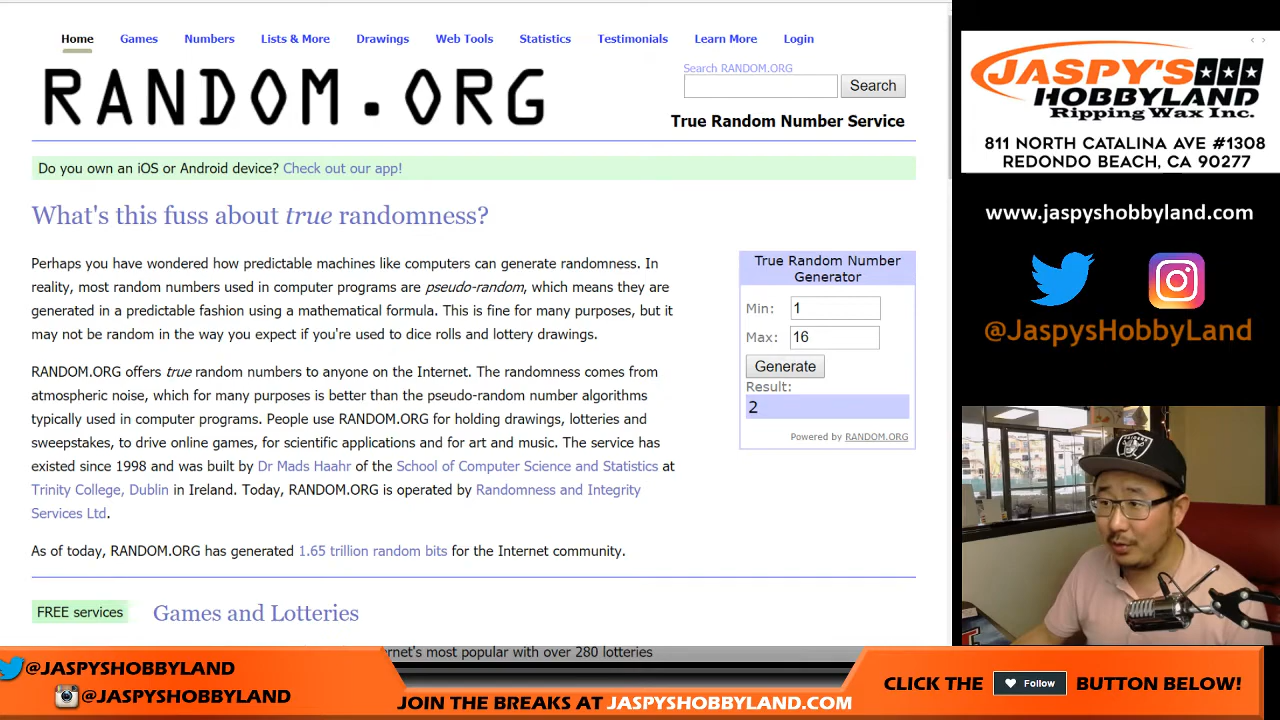 Home Games Numbers Lists & More Drawings Web Tools Statistics Testimonials Learn More Login
RANDOM.ORG
Search RANDOM.ORG
Search
True Random Number Service
Do you own an iOS or Android device? Check out our app!
What's this fuss about true randomness?
Perhaps you have wondered how predictable machines like computers can generate randomness. In
reality, most random numbers used in computer programs are pseudo-random, which means they are
generated in a predictable fashion using a mathematical formula. This is fine for many purposes, but it
may not be random in the way you expect if you're used to dice rolls and lottery drawings.
RANDOM.ORG offers true random numbers to anyone on the Internet. The randomness comes from
atmospheric noise, which for many purposes is better than the pseudo-random number algorithms
typically used in computer programs. People use RANDOM.ORG for holding drawings, lotteries and
sweepstakes, to drive online games, for scientific applications and for art and music. The service has
existed since 1998 and was built by Dr Mads Haahr of the School of Computer Science and Statistics at
Trinity College, Dublin in Ireland. Today, RANDOM.ORG is operated by Randomness and Integrity
Services Ltd.
As of today, RANDOM.ORG has generated 1.65 trillion random bits for the Internet community.
True Random Number
Generator
Min: 1
Max: 16
Generate
Result:
2
Powered by RANDOM.ORG
FREE services
Games and Lotteries
ernet's most popular with over 280 lotteries
JASPY'S
HOBBYLAND
Ripping Wax Inc.
811 NORTH CATALINA AVE #1308
REDONDO BEACH, CA 90277
www.jaspyshobbyland.com
@JaspysHobbyLand
RAIDERS
@JASPYSHOBBYLAND
@JASPYSHOBBYLAND
JOIN THE BREAKS AT JASPYSHOBBYLAND.COM
CLICK THE Follow BUTTON BELOW!